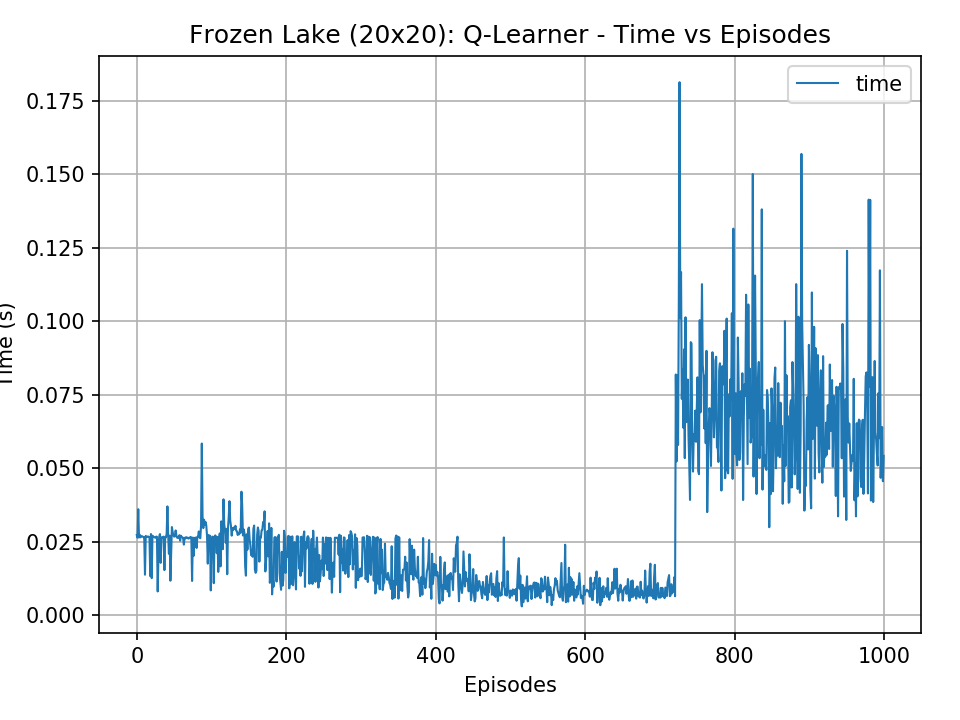 Frozen Lake (20x20): Q-Learner - Time vs Episodes
time
0.175
0.150
0.125
0.100
0.075
0.050
0.025
0.000
Time (s)
0 200 400 600 800 1000
Episodes